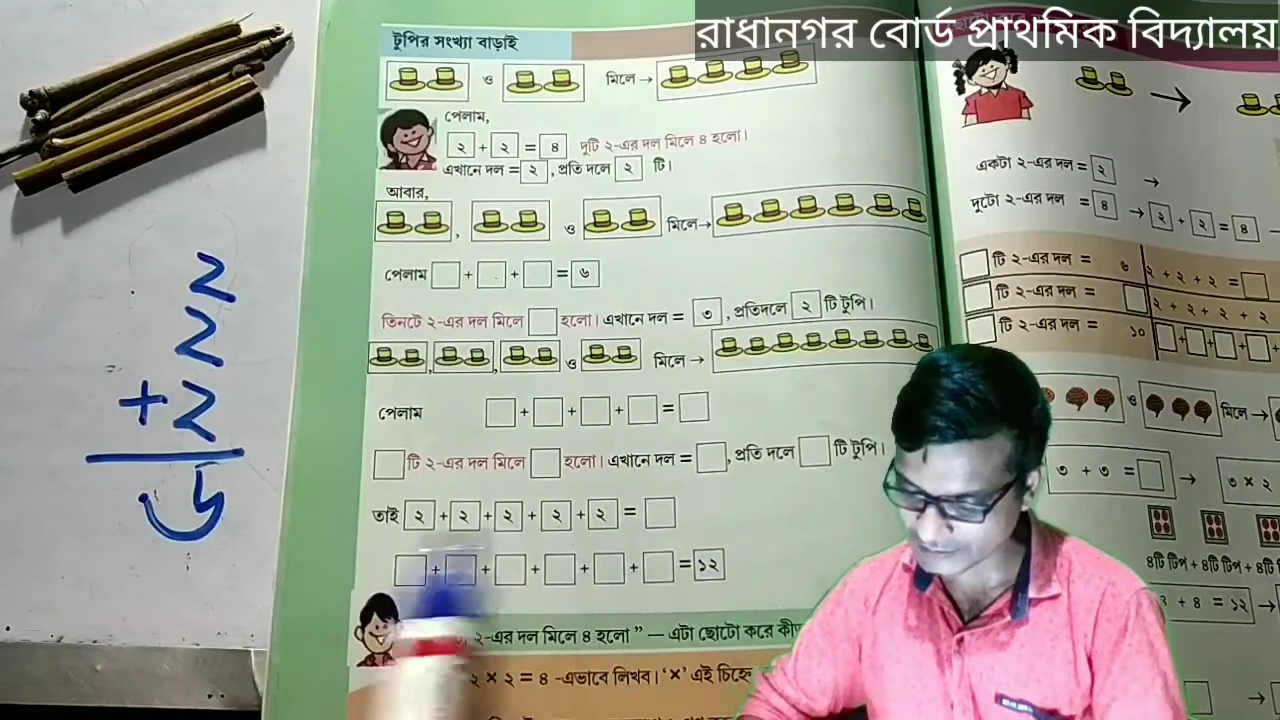 রাধানগর বোর্ড প্রাথমিক বিদ্যালয়
২
২
+ ২
৬
টুপির সংখ্যা বাড়াই
ও মিলে →
পেলাম,
২ + ২ = ৪ দুটি ২-এর দল মিলে ৪ হলো।
এখানে দল = ২, প্রতি দলে ২ টি।
আবার,
, ও মিলে→
পেলাম + + = ৬
তিনটে ২-এর দল মিলে হলো। এখানে দল = ৩, প্রতিদলে ২ টি টুপি।
, , ও মিলে →
পেলাম + + + =
টি ২-এর দল মিলে হলো। এখানে দল = , প্রতি দলে টি টুপি।
তাই ২ + ২ + ২ + ২ + ২ =
+ + + + + = ১২
২-এর দল মিলে ৪ হলো” — এটা ছোটো করে
২ × ২ = ৪ -এভাবে লিখব। ‘×’ এই চিহ্নে
→
একটা ২-এর দল = ২ →
দুটো ২-এর দল = ৪ → ২ + ২ = ৪
টি ২-এর দল = ৬ ২ + ২ + ২ =
টি ২-এর দল = ২ + ২ + ২ + ২
টি ২-এর দল = ১০ + + + +
ও মিলে →
৩ + ৩ = → ৩ × ২
৪টি টিপ + ৪টি টিপ + ৪টি
+ ৪ = ১২ →
→